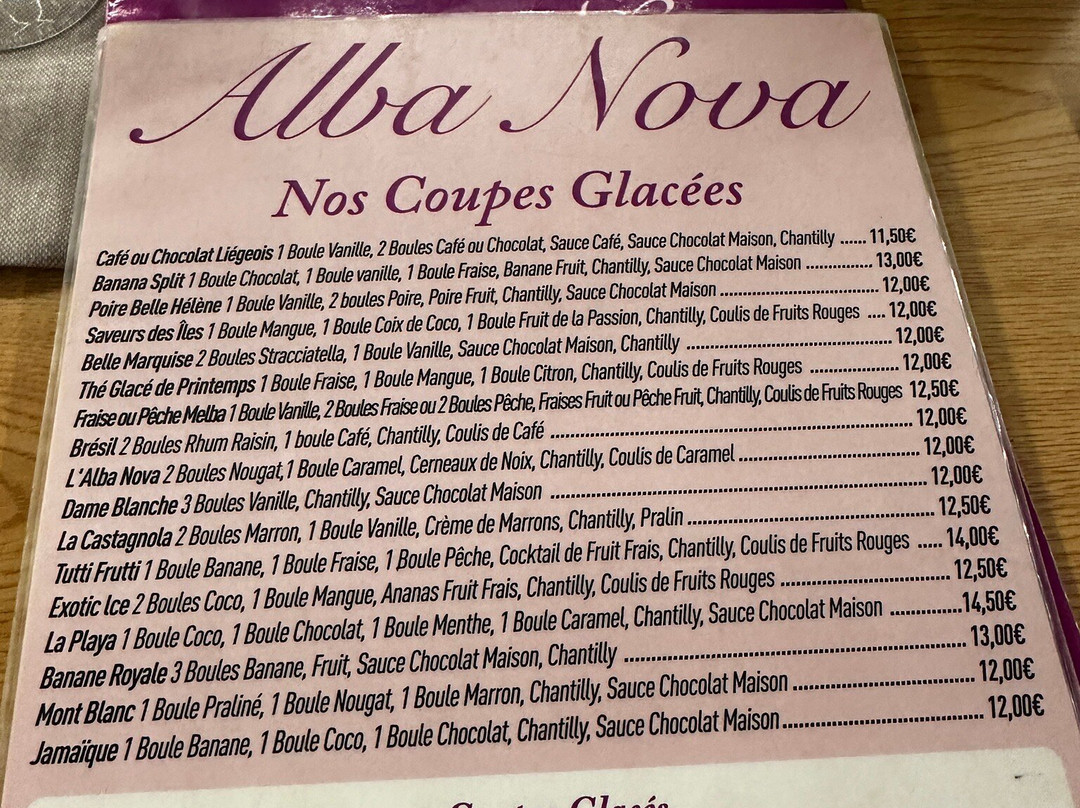 Alba Nova
Nos Coupes Glacées
Café ou Chocolat Liégeois 1 Boule Vanille, 2 Boules Café ou Chocolat, Sauce Café, Sauce Chocolat Maison, Chantilly ...... 11,50€
Banana Split 1 Boule Chocolat, 1 Boule vanille, 1 Boule Fraise, Banane Fruit, Chantilly, Sauce Chocolat Maison ................ 13,00€
Poire Belle Hélène 1 Boule Vanille, 2 boules Poire, Poire Fruit, Chantilly, Sauce Chocolat Maison ...................................... 12,00€
Saveurs des Îles 1 Boule Mangue, 1 Boule Coix de Coco, 1 Boule Fruit de la Passion, Chantilly, Coulis de Fruits Rouges .... 12,00€
Belle Marquise 2 Boules Stracciatella, 1 Boule Vanille, Sauce Chocolat Maison, Chantilly ................................................ 12,00€
Thé Glacé de Printemps 1 Boule Fraise, 1 Boule Mangue, 1 Boule Citron, Chantilly, Coulis de Fruits Rouges ..................... 12,00€
Fraise ou Pêche Melba 1 Boule Vanille, 2 Boules Fraise ou 2 Boules Pêche, Fraises Fruit ou Pêche Fruit, Chantilly, Coulis de Fruits Rouges 12,50€
Brésil 2 Boules Rhum Raisin, 1 boule Café, Chantilly, Coulis de Café ................................................................................ 12,00€
L'Alba Nova 2 Boules Nougat,1 Boule Caramel, Cerneaux de Noix, Chantilly, Coulis de Caramel ........................................ 12,00€
Dame Blanche 3 Boules Vanille, Chantilly, Sauce Chocolat Maison .................................................................................... 12,00€
La Castagnola 2 Boules Marron, 1 Boule Vanille, Crème de Marrons, Chantilly, Pralin ....................................................... 12,50€
Tutti Frutti 1 Boule Banane, 1 Boule Fraise, 1 Boule Pêche, Cocktail de Fruit Frais, Chantilly, Coulis de Fruits Rouges ..... 14,00€
Exotic Ice 2 Boules Coco, 1 Boule Mangue, Ananas Fruit Frais, Chantilly, Coulis de Fruits Rouges ..................................... 12,50€
La Playa 1 Boule Coco, 1 Boule Chocolat, 1 Boule Menthe, 1 Boule Caramel, Chantilly, Sauce Chocolat Maison ...............14,50€
Banane Royale 3 Boules Banane, Fruit, Sauce Chocolat Maison, Chantilly ......................................................................... 13,00€
Mont Blanc 1 Boule Praliné, 1 Boule Nougat, 1 Boule Marron, Chantilly, Sauce Chocolat Maison ....................................... 12,00€
Jamaïque 1 Boule Banane, 1 Boule Coco, 1 Boule Chocolat, Chantilly, Sauce Chocolat Maison .......................................... 12,00€